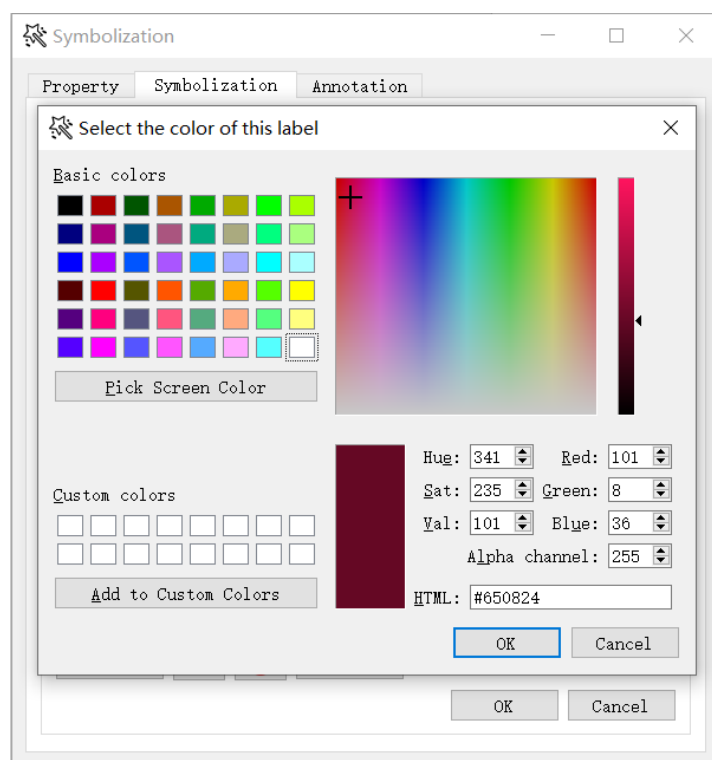 Symbolization
Property Symbolization Annotation
Select the color of this label
Basic colors
Pick Screen Color
Hue: 341 Red: 101
Sat: 235 Green: 8
Val: 101 Blue: 36
Alpha channel: 255
HTML: #650824
Custom colors
Add to Custom Colors
OK Cancel
OK Cancel